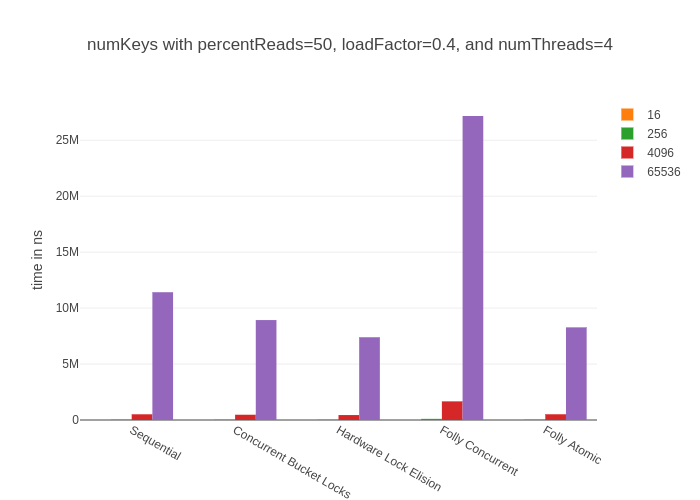 numKeys with percentReads=50, loadFactor=0.4, and numThreads=4
16
256
4096
65536
time in ns
25M
20M
15M
10M
5M
0
Sequential
Concurrent Bucket Locks
Hardware Lock Elision
Folly Concurrent
Folly Atomic